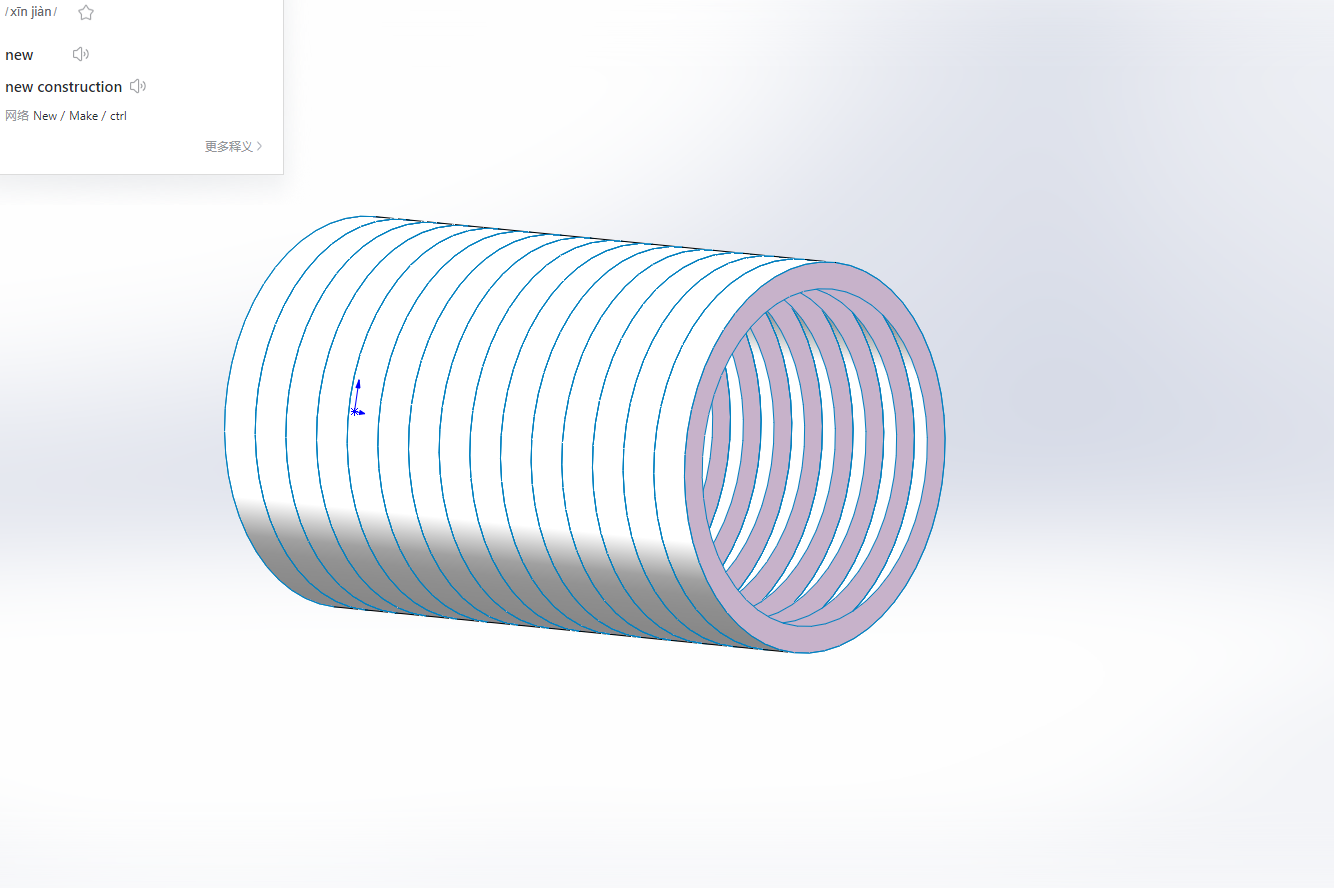 /xīn jiàn/
new
new construction
网络 New / Make / ctrl
更多释义